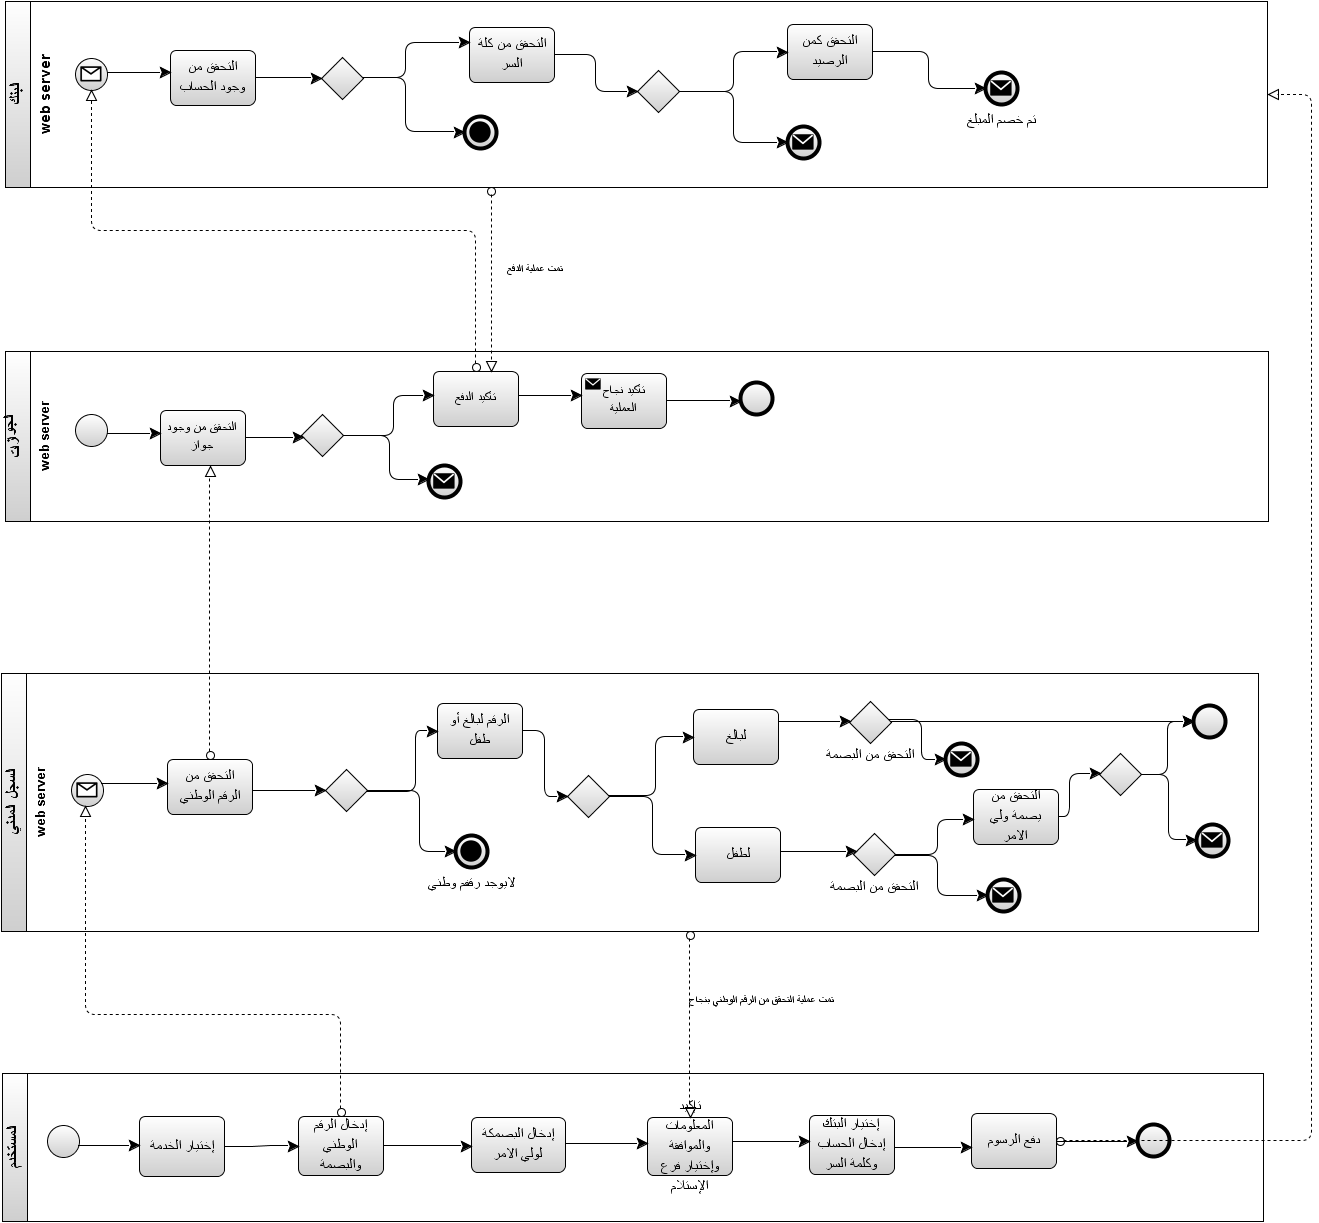 البنك
web server
التحقق من
وجود الحساب
التحقق من كلة
السر
التحقق كمن
الرصيد
تم خصم المبلغ
تمت عملية الدفع
الجوازات
web server
التحقق من وجود
جواز
تأكيد الدفع
تأكيد نجاح
العملية
السجل المدني
web server
التحقق من
الرقم الوطني
الرقم لبالغ أو
طفل
لايوجد رققم وطني
لبالغ
لطفل
التحقق من البصمة
التحقق من البصمة
التحقق من
بصمة ولي
الامر
تمت عملية التحقق من الرقم الوطني بنجاح
المستخدم
إختيار الخدمة
إدخال الرقم
الوطني
والبصمة
إدخال البصمكة
لولي الامر
تأكيد
المعلومات
والموافقة
وإختيار فرع
الإستلام
إختيار البنك
إدخال الحساب
وكلمة السر
دفع الرسوم